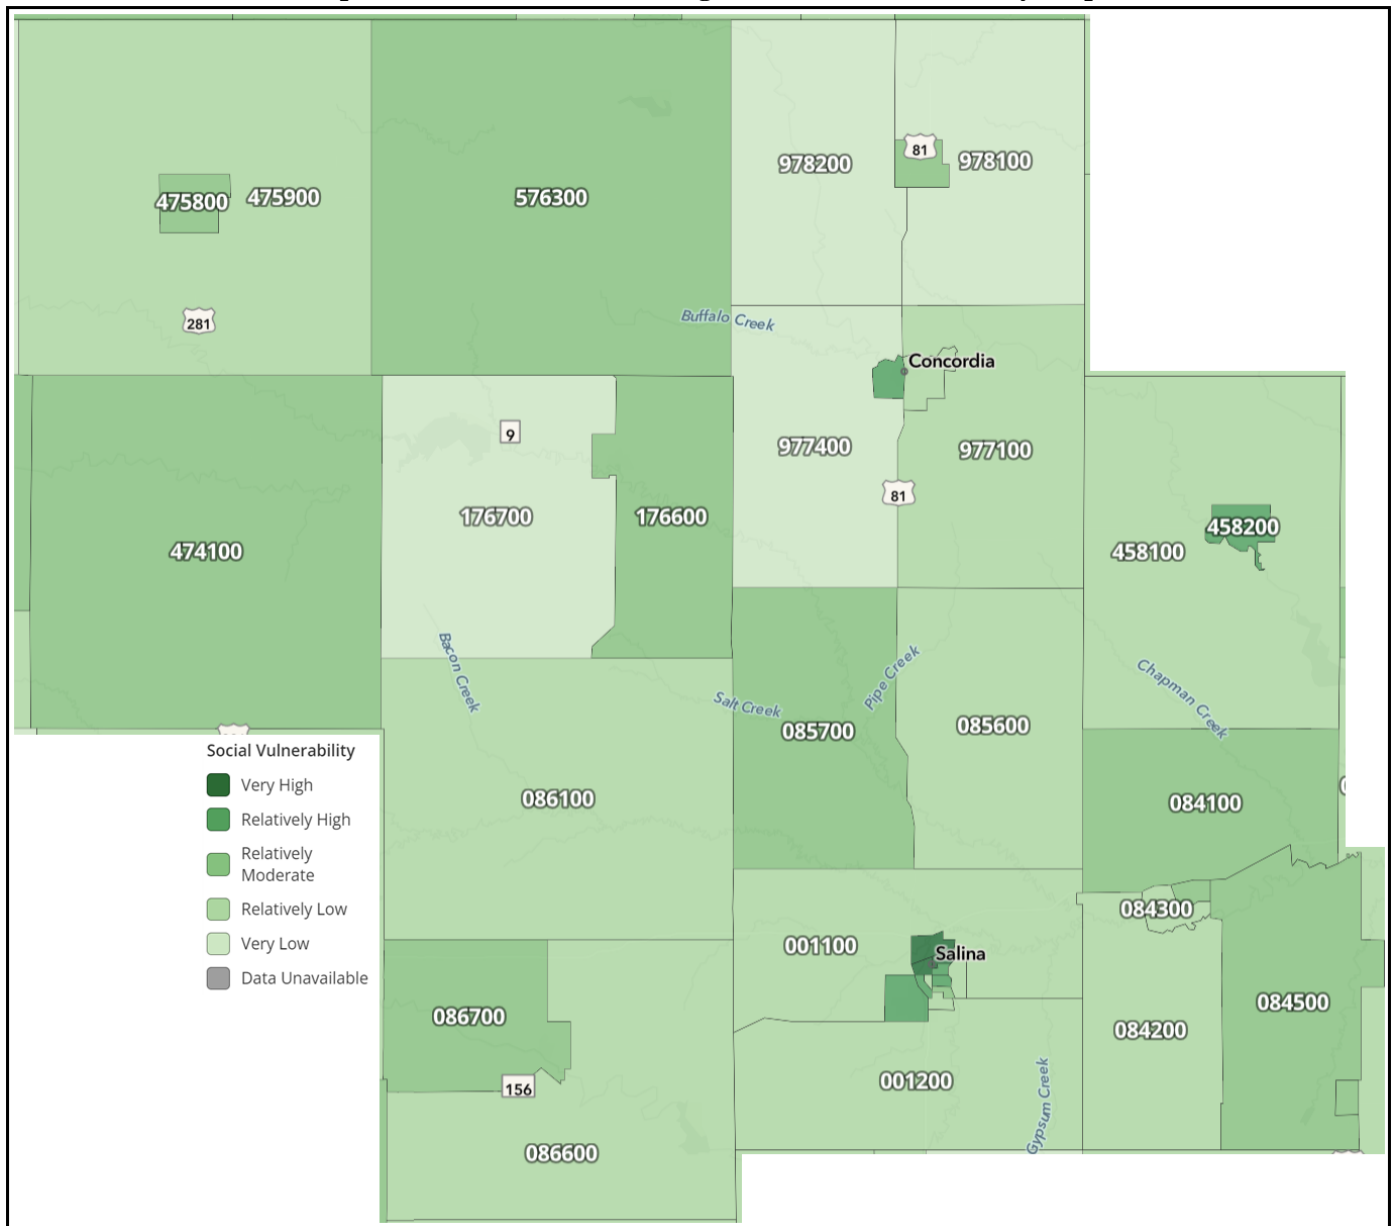 81
978200
978100
475800
475900
576300
281
Buffalo Creek
Concordia
9
977400
977100
81
176700
176600
458200
474100
458100
Bacon Creek
Salt Creek
Pipe Creek
Chapman Creek
085700
085600
086100
084100
Social Vulnerability
Very High
Relatively High
Relatively
Moderate
Relatively Low
Very Low
Data Unavailable
084300
001100
Salina
086700
084500
084200
156
001200
Gypsum Creek
086600